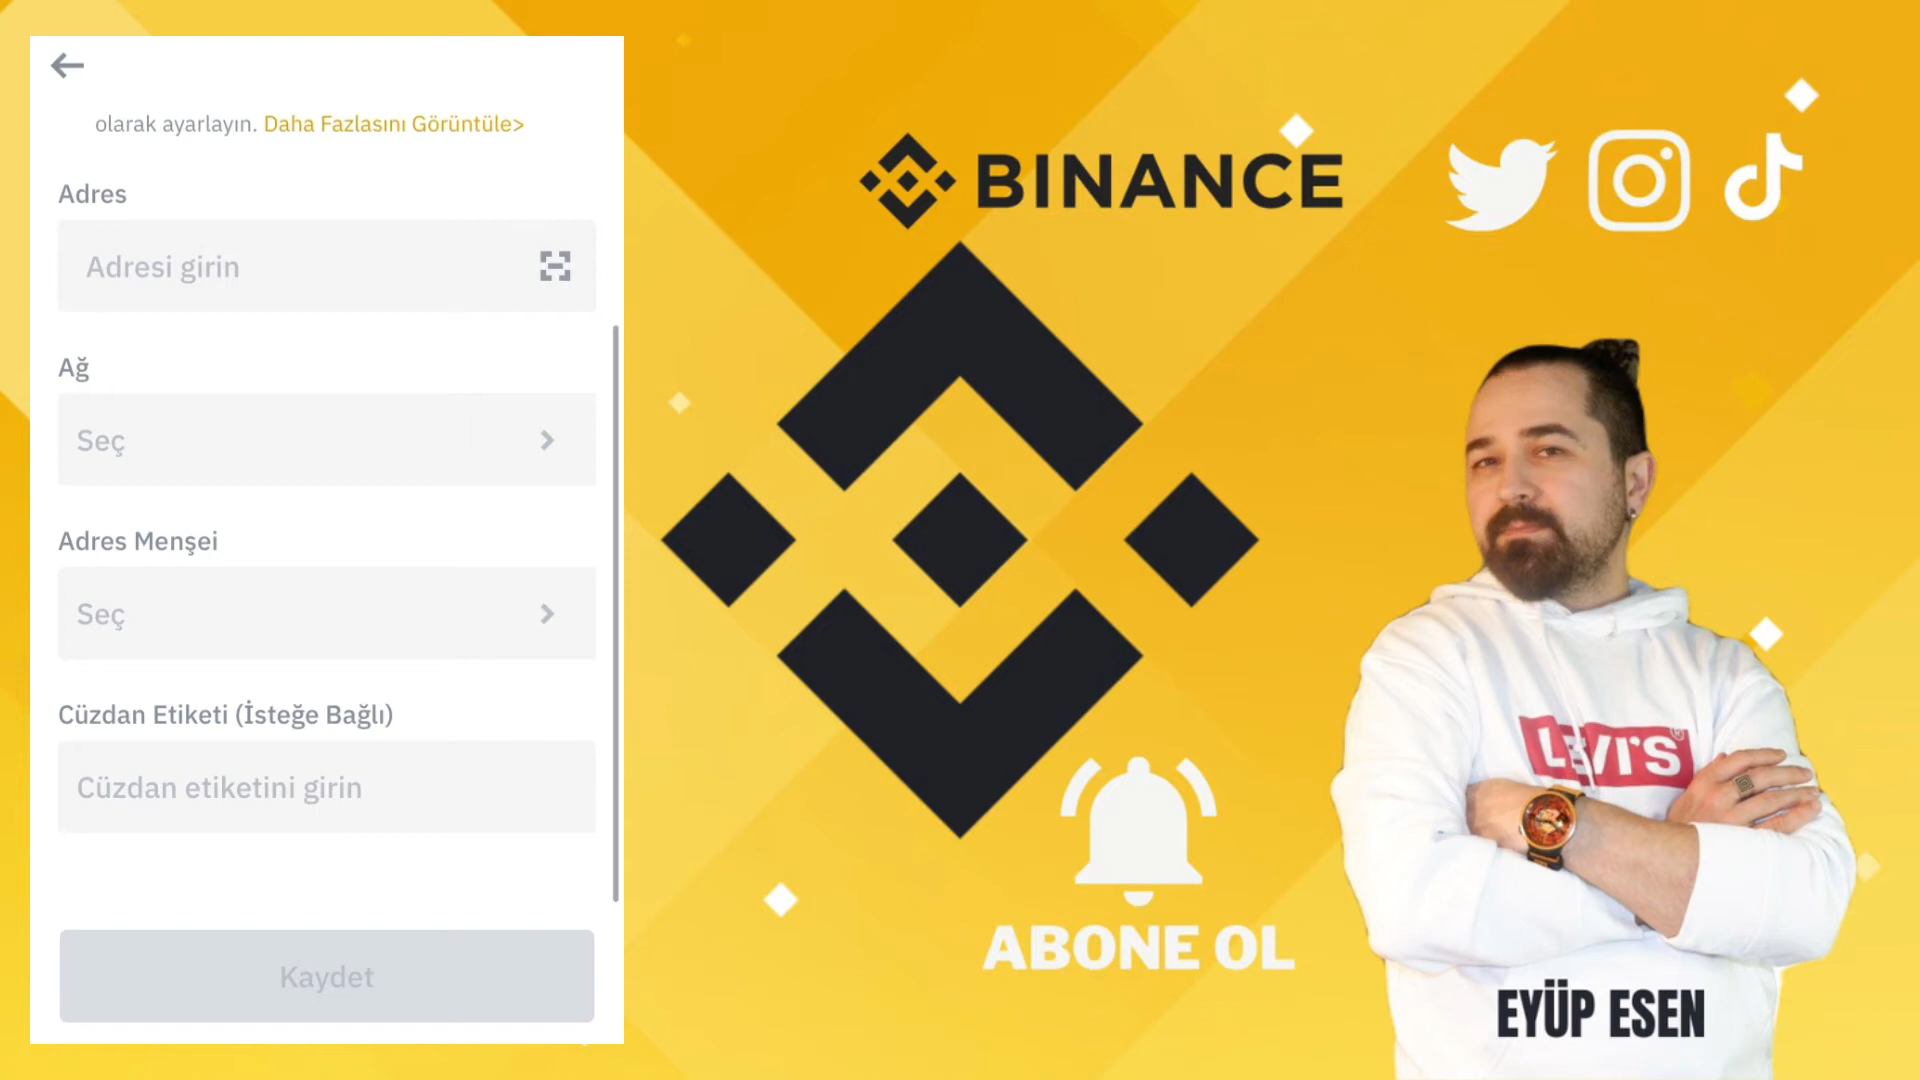 olarak ayarlayın. Daha Fazlasını Görüntüle>
Adres
Adresi girin
Ağ
Seç
Adres Menşei
Seç
Cüzdan Etiketi (İsteğe Bağlı)
Cüzdan etiketini girin
Kaydet
BINANCE
LEVI'S
ABONE OL
EYÜP ESEN